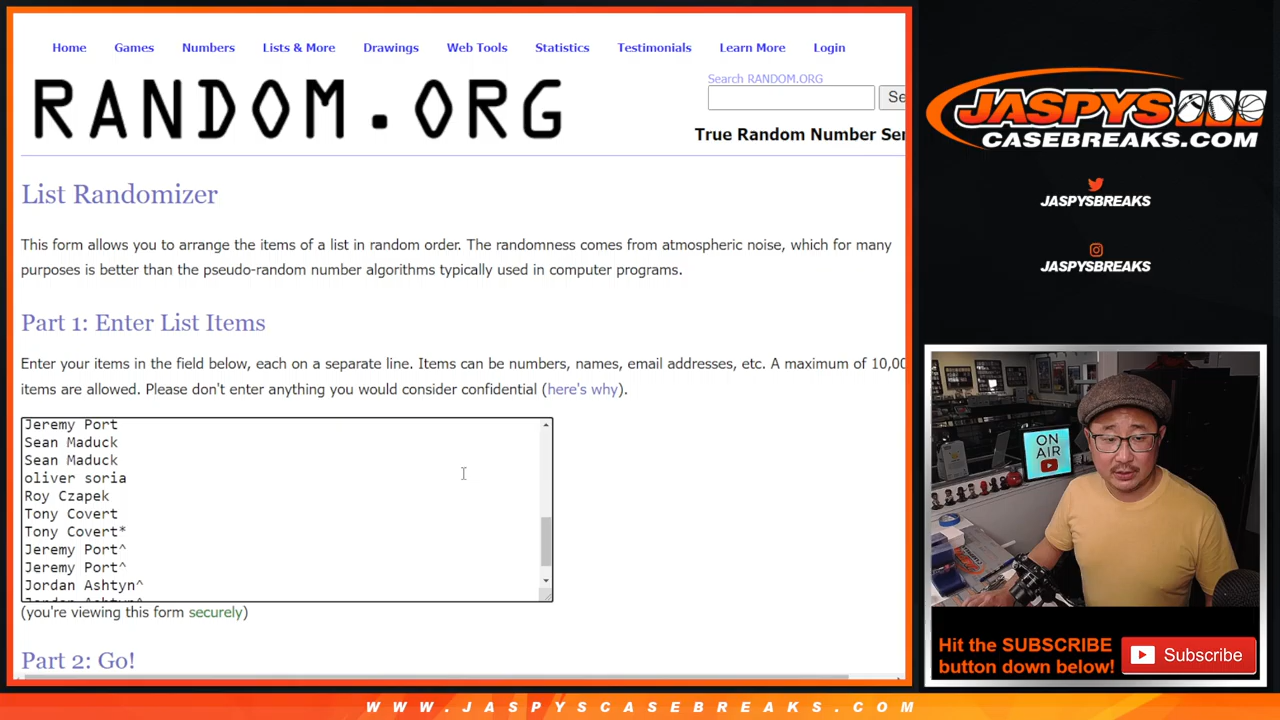 Home Games Numbers Lists & More Drawings Web Tools Statistics Testimonials Learn More Login
RANDOM.ORG
Search RANDOM.ORG
Se
True Random Number Ser
List Randomizer
This form allows you to arrange the items of a list in random order. The randomness comes from atmospheric noise, which for many
purposes is better than the pseudo-random number algorithms typically used in computer programs.
Part 1: Enter List Items
Enter your items in the field below, each on a separate line. Items can be numbers, names, email addresses, etc. A maximum of 10,00
items are allowed. Please don't enter anything you would consider confidential (here's why).
Jeremy Port
Sean Maduck
Sean Maduck
oliver soria
Roy Czapek
Tony Covert
Tony Covert*
Jeremy Port^
Jeremy Port^
Jordan Ashtyn^
Jordan Ashtyn^
(you're viewing this form securely)
Part 2: Go!
JASPYS
CASEBREAKS.COM
JASPYSBREAKS
JASPYSBREAKS
ON
AIR
Hit the SUBSCRIBE
button down below!
Subscribe
WWW.JASPYSCASEBREAKS.COM